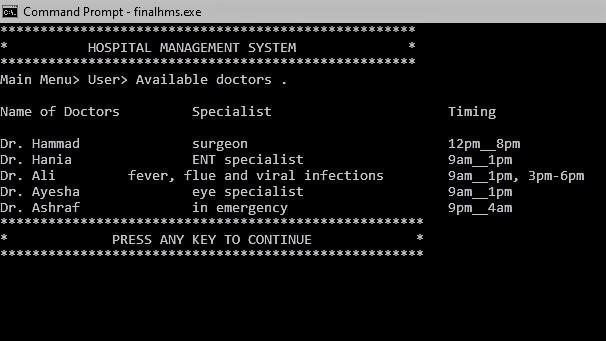 Command Prompt - finalhms.exe
****************************************************
* HOSPITAL MANAGEMENT SYSTEM *
****************************************************
Main Menu> User> Available doctors .
Name of Doctors Specialist Timing
Dr. Hammad surgeon 12pm__8pm
Dr. Hania ENT specialist 9am__1pm
Dr. Ali fever, flue and viral infections 9am__1pm, 3pm-6pm
Dr. Ayesha eye specialist 9am__1pm
Dr. Ashraf in emergency 9pm__4am
*****************************************************
* PRESS ANY KEY TO CONTINUE *
*****************************************************